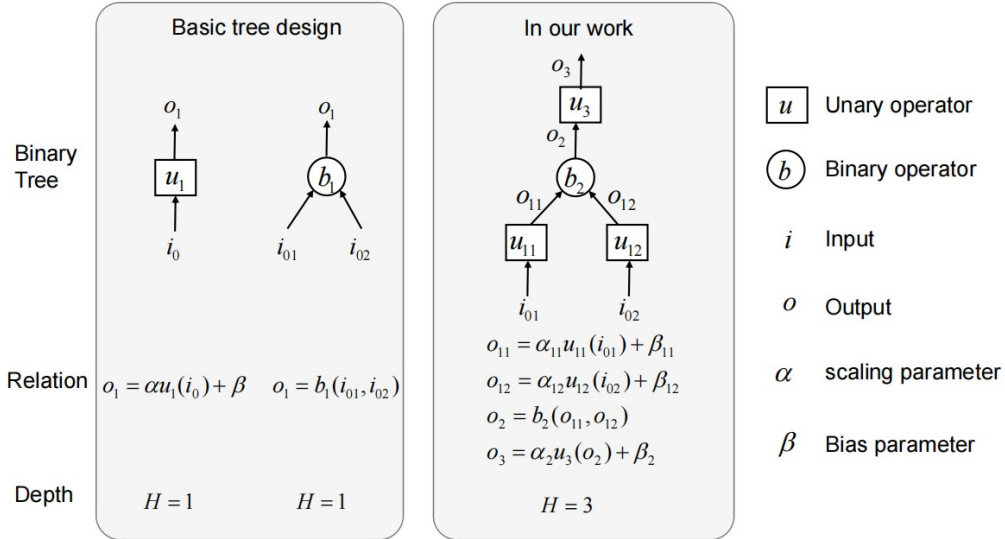 Basic tree design
In our work
o₃
u₃
o₂
o₁
o₁
u₁
b₁
b₂
o₁₁
o₁₂
u₁₁
u₁₂
i₀
i₀₁
i₀₂
i₀₁
i₀₂
Binary
Tree
Relation
o₁ = αu₁(i₀) + β
o₁ = b₁(i₀₁, i₀₂)
o₁₁ = α₁₁u₁₁(i₀₁) + β₁₁
o₁₂ = α₁₂u₁₂(i₀₂) + β₁₂
o₂ = b₂(o₁₁, o₁₂)
o₃ = α₂u₃(o₂) + β₂
Depth
H = 1
H = 1
H = 3
u Unary operator
b Binary operator
i Input
o Output
α scaling parameter
β Bias parameter